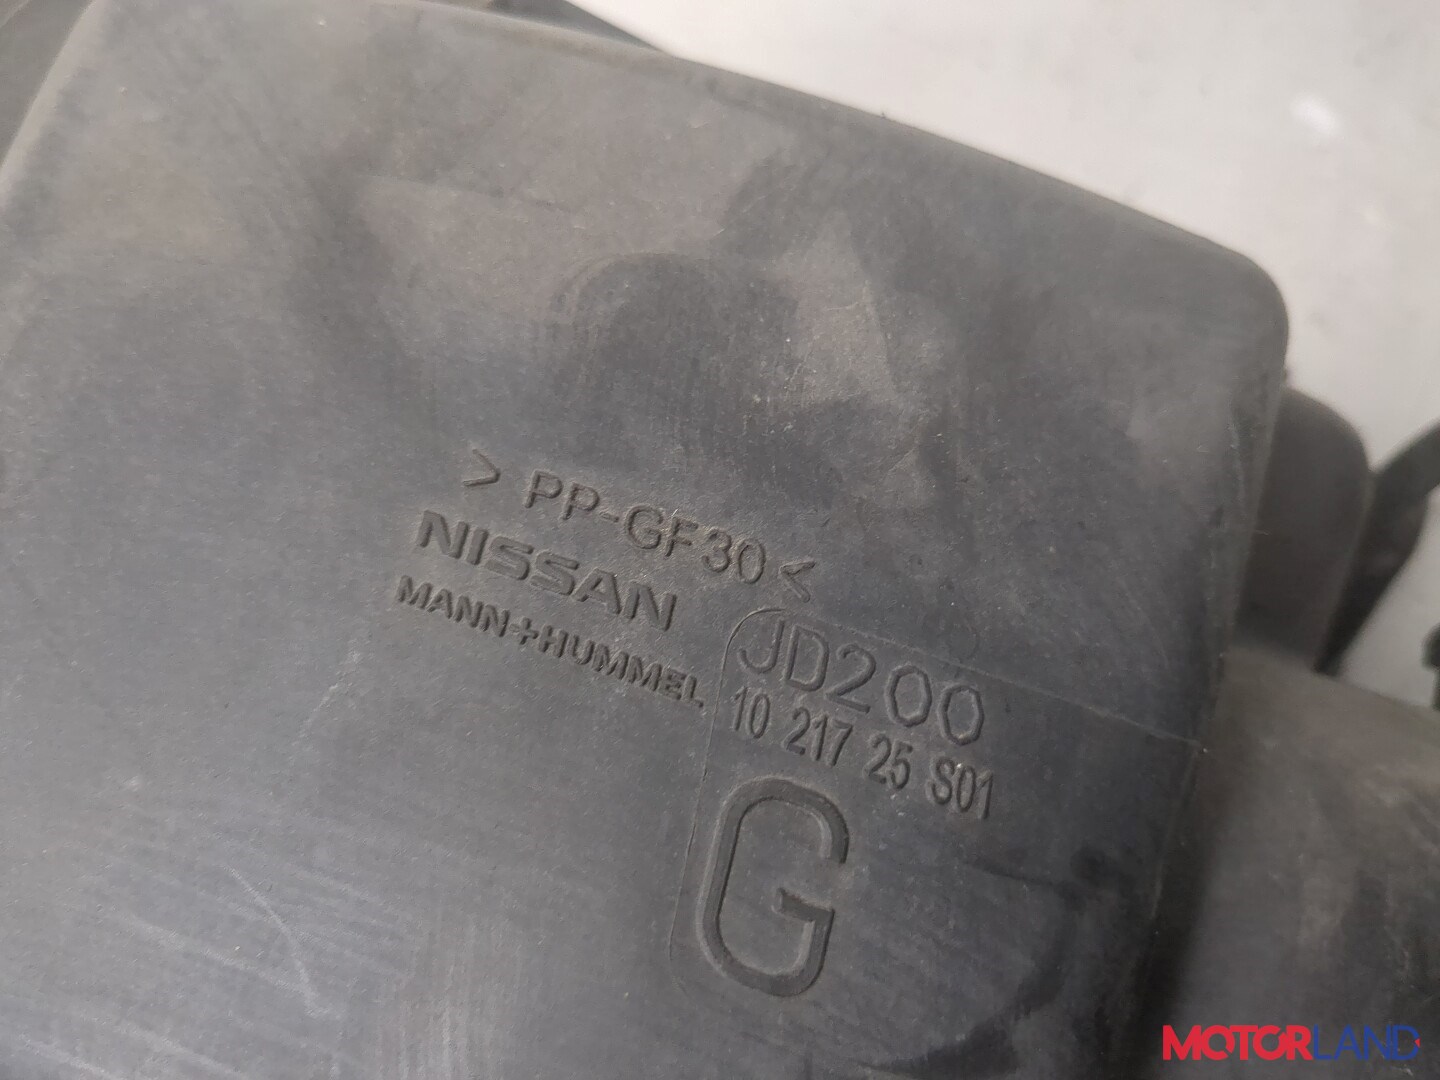 > PP-GF30 <
NISSAN
MANN+HUMMEL
JD200
10 217 25 S01
G
MOTORLAND